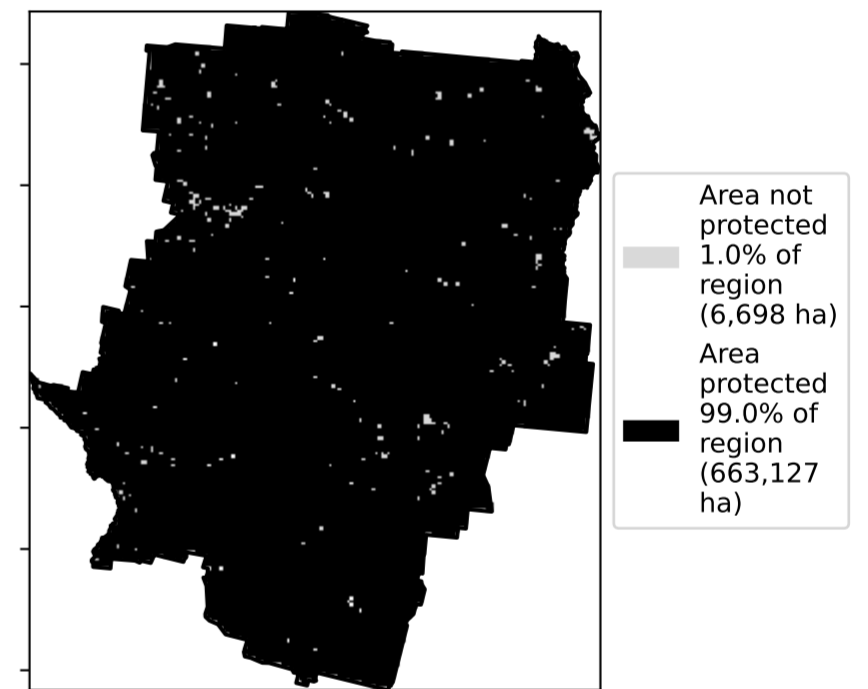 Area not
protected
1.0% of
region
(6,698 ha)
Area
protected
99.0% of
region
(663,127
ha)